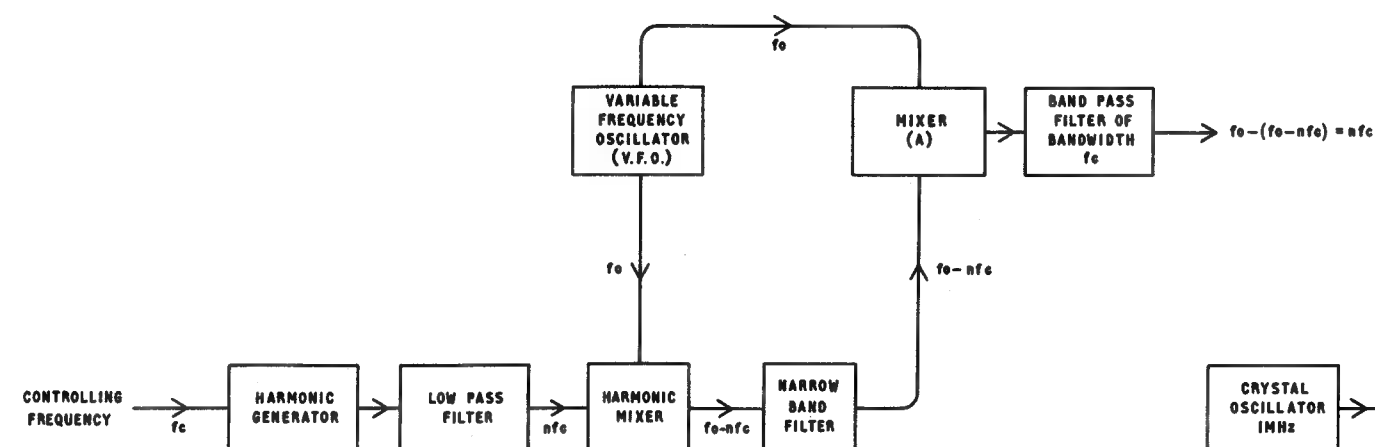 fo
VARIABLE
FREQUENCY
OSCILLATOR
(V.F.O.)
MIXER
(A)
BAND PASS
FILTER OF
BANDWIDTH
fc
fo-(fo-nfc) = nfc
fo
fo-nfc
CONTROLLING
FREQUENCY
fc
HARMONIC
GENERATOR
LOW PASS
FILTER
nfc
HARMONIC
MIXER
fo-nfc
NARROW
BAND
FILTER
CRYSTAL
OSCILLATOR
1MHz